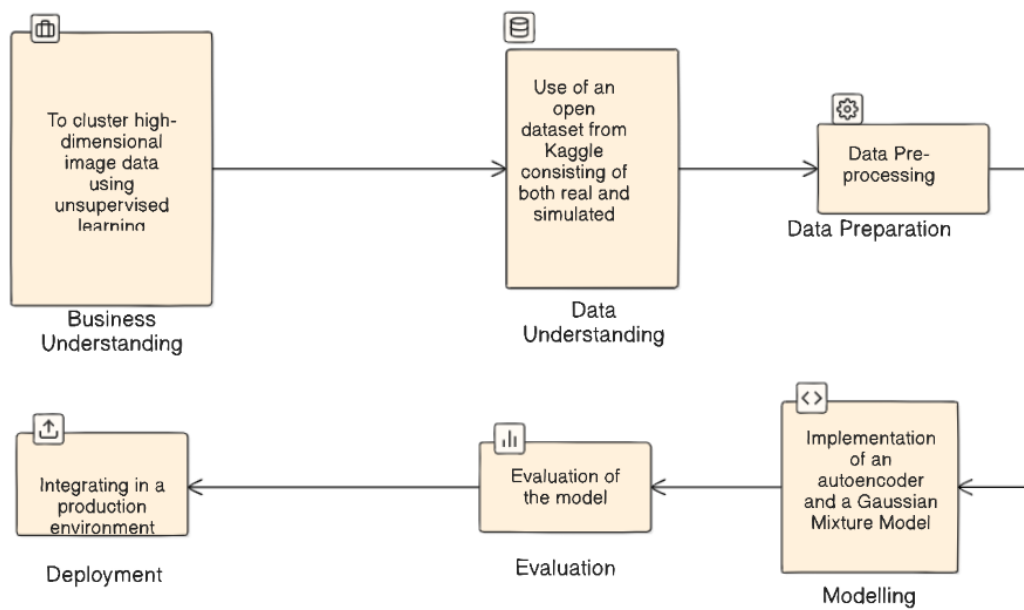 To cluster high-
dimensional
image data
using
unsupervised
learning
Business
Understanding
Use of an
open
dataset from
Kaggle
consisting of
both real and
simulated
Data
Understanding
Data Pre-
processing
Data Preparation
Implementation
of an
autoencoder
and a Gaussian
Mixture Model
Modelling
Evaluation of
the model
Evaluation
Integrating in a
production
environment
Deployment